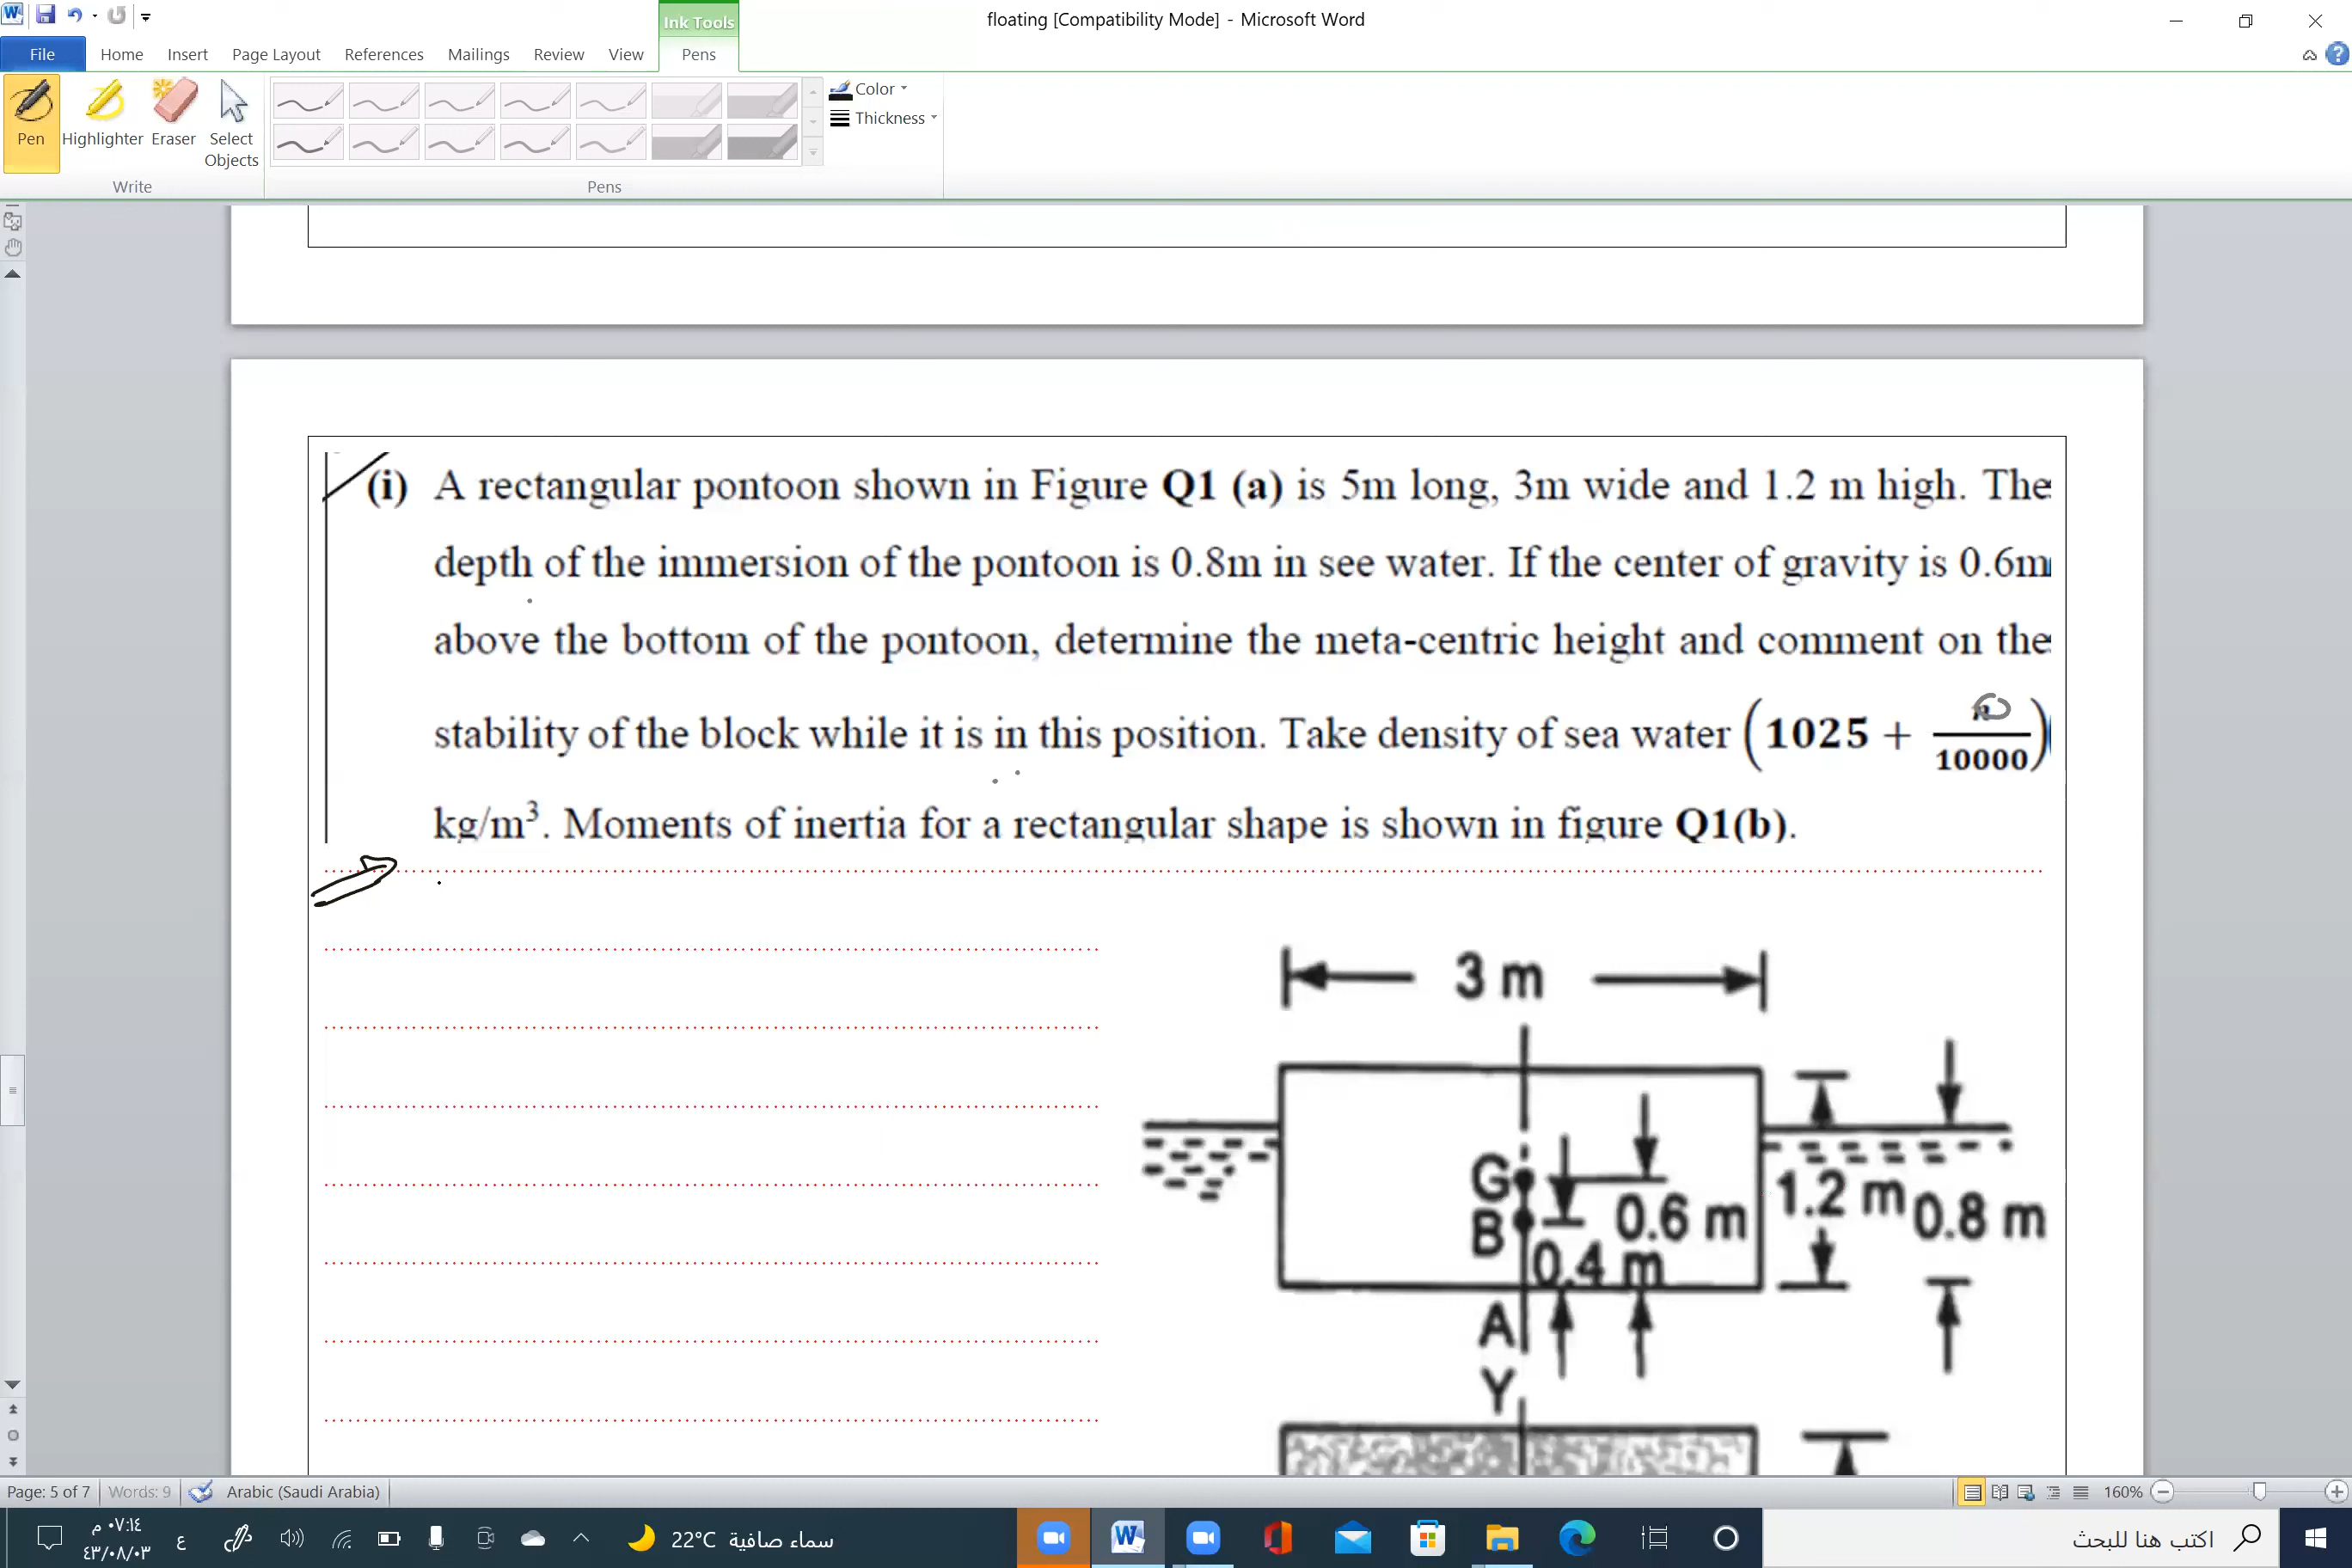 floating [Compatibility Mode] - Microsoft Word
Ink Tools
File Home Insert Page Layout References Mailings Review View Pens
Pen Highlighter Eraser Select Objects
Color
Thickness
Write
Pens
(i) A rectangular pontoon shown in Figure Q1 (a) is 5m long, 3m wide and 1.2 m high. The
depth of the immersion of the pontoon is 0.8m in see water. If the center of gravity is 0.6m
above the bottom of the pontoon, determine the meta-centric height and comment on the
stability of the block while it is in this position. Take density of sea water (1025 + /10000)
kg/m³. Moments of inertia for a rectangular shape is shown in figure Q1(b).
3 m
G
B
0.6 m
0.4 m
1.2 m
0.8 m
A
Y
Page: 5 of 7 Words: 9 Arabic (Saudi Arabia)
160%
٠٧:١٤ م
٤٣/٠٨/٠٣
ع
22°C سماء صافية
اكتب هنا للبحث